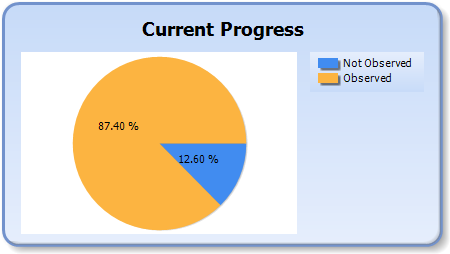 Current Progress
Not Observed
Observed
87.40 %
12.60 %